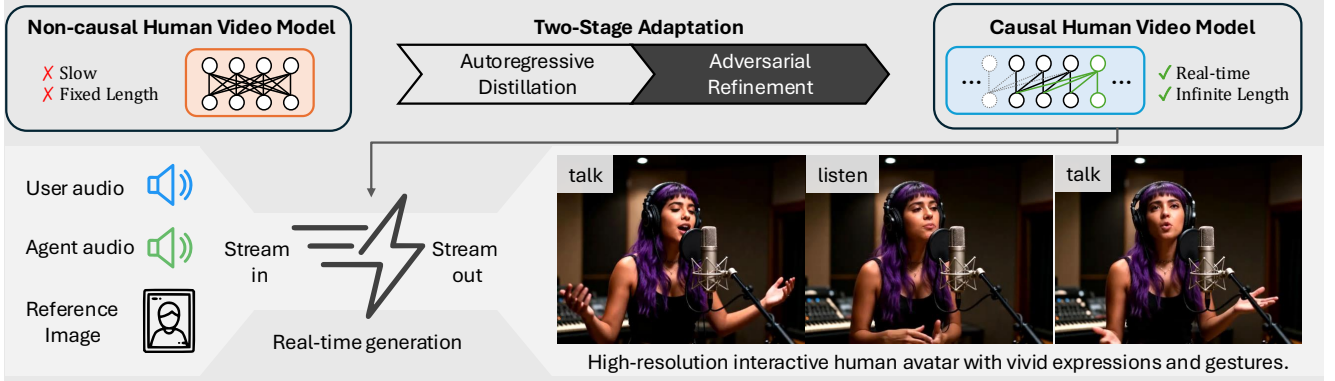 Non-causal Human Video Model
✗ Slow
✗ Fixed Length
Two-Stage Adaptation
Autoregressive
Distillation
Adversarial
Refinement
Causal Human Video Model
...
...
✓ Real-time
✓ Infinite Length
User audio
Agent audio
Reference
Image
Stream
in
Stream
out
Real-time generation
talk
listen
talk
High-resolution interactive human avatar with vivid expressions and gestures.